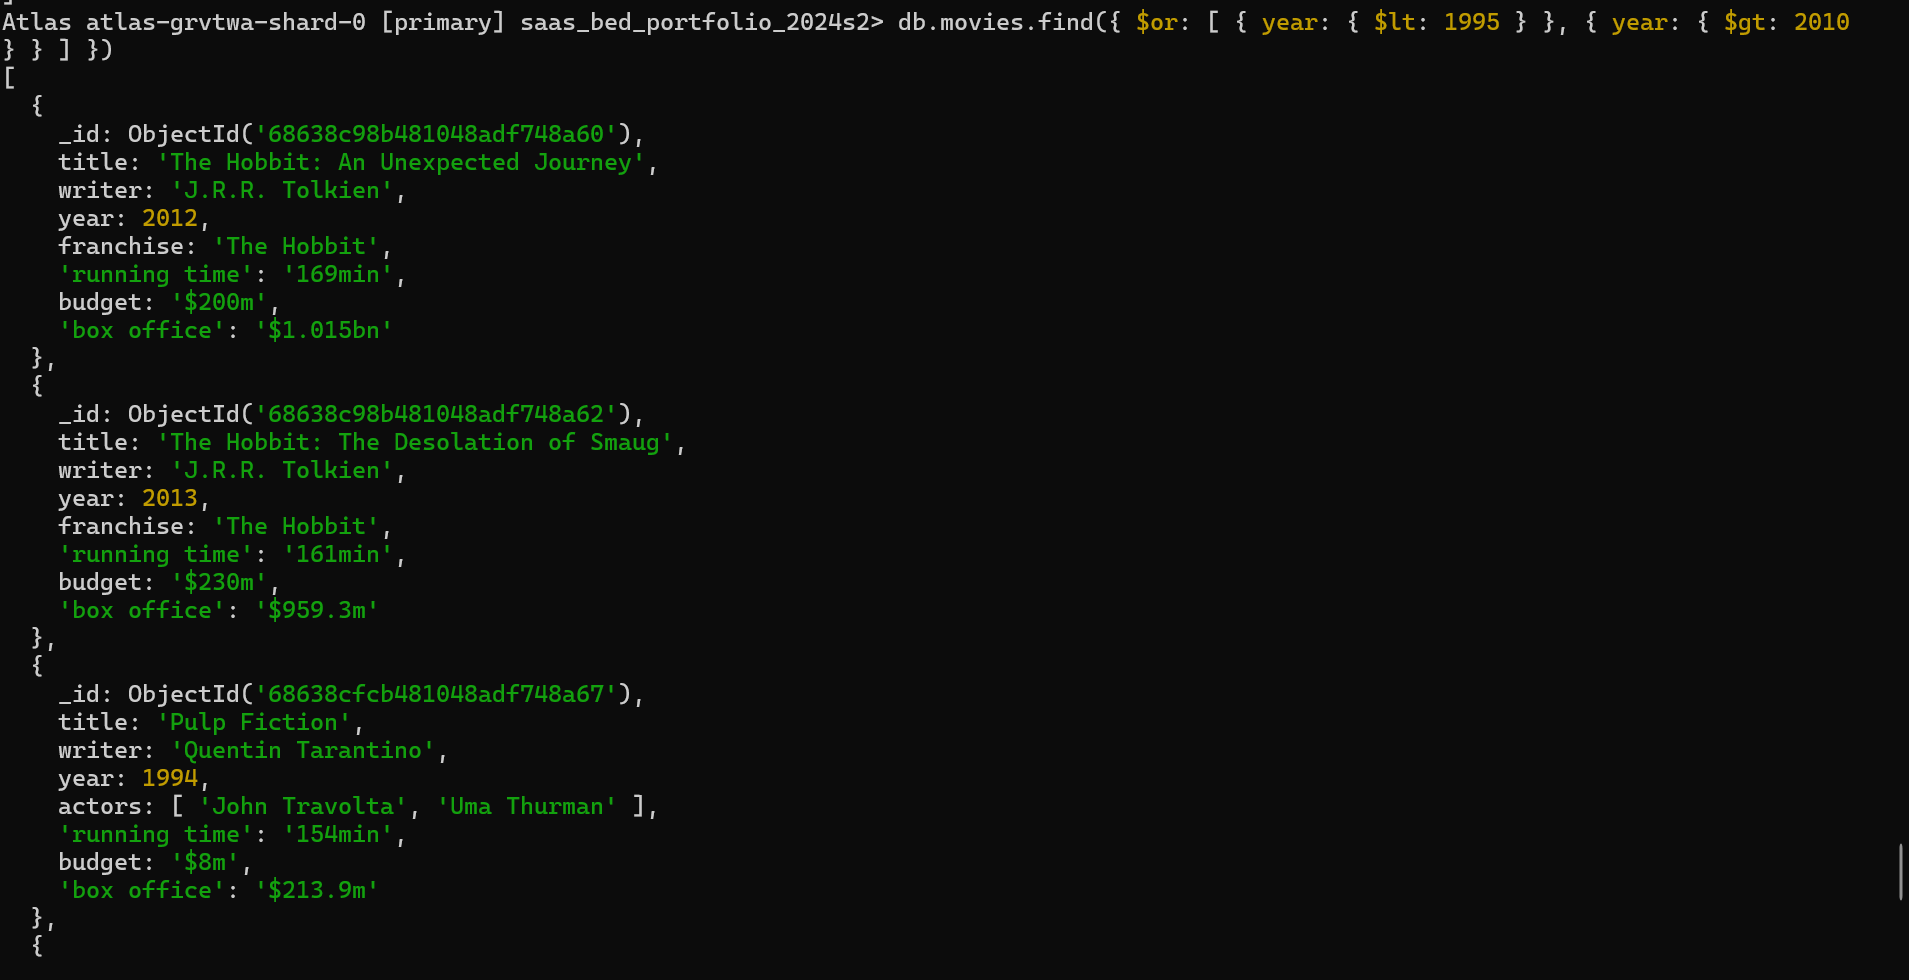 ]
Atlas atlas-grvtwa-shard-0 [primary] saas_bed_portfolio_2024s2> db.movies.find({ $or: [ { year: { $lt: 1995 } }, { year: { $gt: 2010
} } ] })
[
  {
    _id: ObjectId('68638c98b481048adf748a60'),
    title: 'The Hobbit: An Unexpected Journey',
    writer: 'J.R.R. Tolkien',
    year: 2012,
    franchise: 'The Hobbit',
    'running time': '169min',
    budget: '$200m',
    'box office': '$1.015bn'
  },
  {
    _id: ObjectId('68638c98b481048adf748a62'),
    title: 'The Hobbit: The Desolation of Smaug',
    writer: 'J.R.R. Tolkien',
    year: 2013,
    franchise: 'The Hobbit',
    'running time': '161min',
    budget: '$230m',
    'box office': '$959.3m'
  },
  {
    _id: ObjectId('68638cfcb481048adf748a67'),
    title: 'Pulp Fiction',
    writer: 'Quentin Tarantino',
    year: 1994,
    actors: [ 'John Travolta', 'Uma Thurman' ],
    'running time': '154min',
    budget: '$8m',
    'box office': '$213.9m'
  },
  {